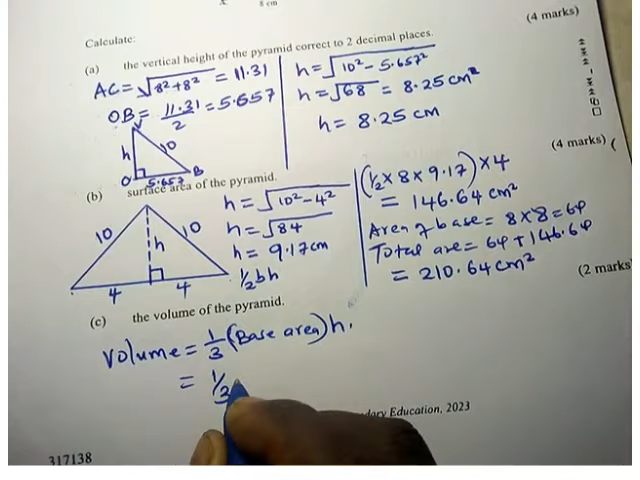 8 cm
(4 marks)
Calculate:
(a) the vertical height of the pyramid correct to 2 decimal places.
AC = √8²+8² = 11.31
OB = 11.31/2 = 5.657
V
h 10
O 5.657 B
h = √10² - 5.657²
h = √68 = 8.25 cm²
h = 8.25 cm
(4 marks)
(b) surface area of the pyramid.
10 10
h
4 4
h = √10² - 4²
h = √84
h = 9.17cm
½bh
(½ × 8 × 9.17) × 4
= 146.64 cm²
Area of base = 8 × 8 = 64
Total are = 64 + 146.64
= 210.64 cm²
(2 marks
(c) the volume of the pyramid.
Volume = 1/3 (Base area) h.
= 1/3
dary Education, 2023
317138